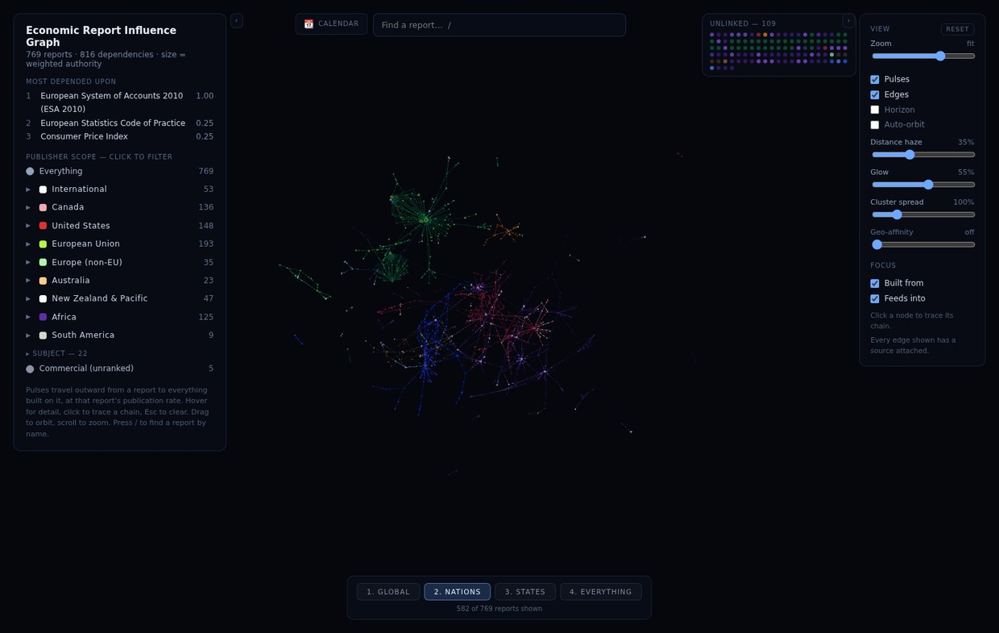 Economic Report Influence
Graph
769 reports · 816 dependencies · size =
weighted authority
MOST DEPENDED UPON
1 European System of Accounts 2010 1.00
(ESA 2010)
2 European Statistics Code of Practice 0.25
3 Consumer Price Index 0.25
PUBLISHER SCOPE — CLICK TO FILTER
Everything 769
▶ International 53
▶ Canada 136
▶ United States 148
▶ European Union 193
▶ Europe (non-EU) 35
▶ Australia 23
▶ New Zealand & Pacific 47
▶ Africa 125
▶ South America 9
▸ SUBJECT — 22
Commercial (unranked) 5
Pulses travel outward from a report to everything
built on it, at that report's publication rate. Hover
for detail, click to trace a chain, Esc to clear. Drag
to orbit, scroll to zoom. Press / to find a report by
name.
‹
CALENDAR
Find a report… /
UNLINKED — 109
›
VIEW RESET
Zoom fit
Pulses
Edges
Horizon
Auto-orbit
Distance haze 35%
Glow 55%
Cluster spread 100%
Geo-affinity off
FOCUS
Built from
Feeds into
Click a node to trace its
chain.
Every edge shown has a
source attached.
1. GLOBAL 2. NATIONS 3. STATES 4. EVERYTHING
582 of 769 reports shown